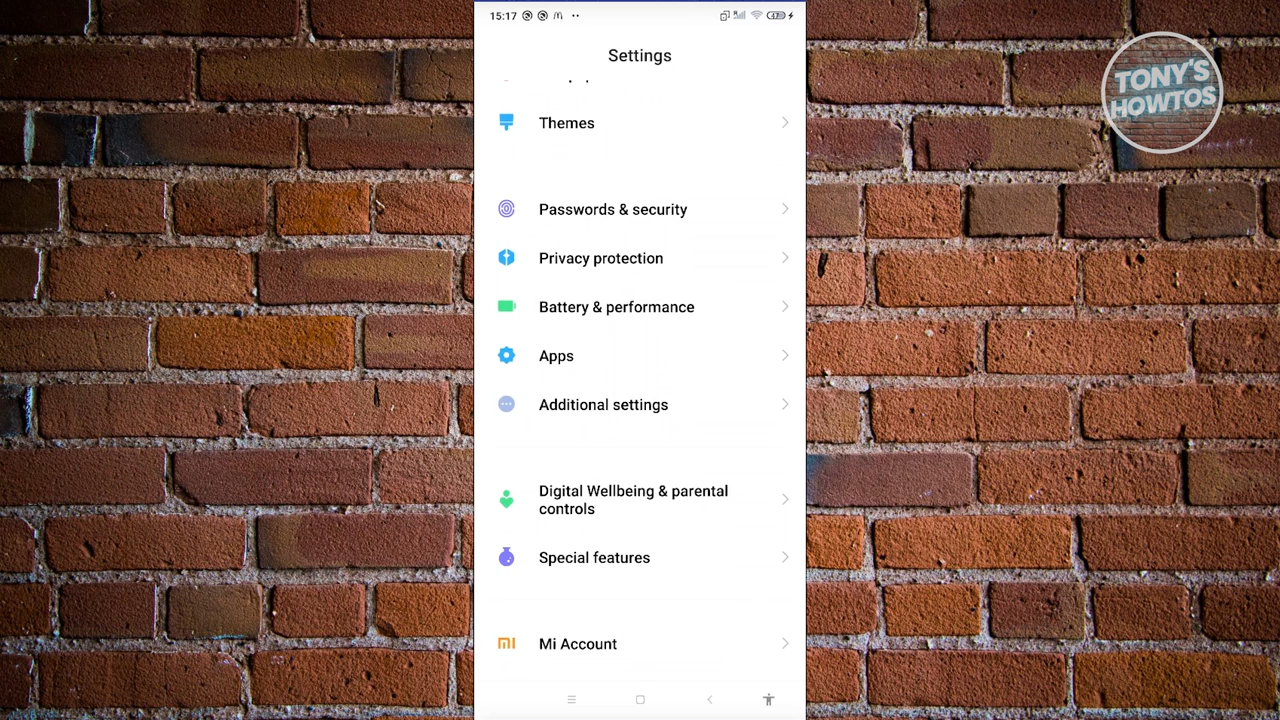 15:17
47
Settings
Themes
Passwords & security
Privacy protection
Battery & performance
Apps
Additional settings
Digital Wellbeing & parental
controls
Special features
Mi Account
TONY'S
HOWTOS